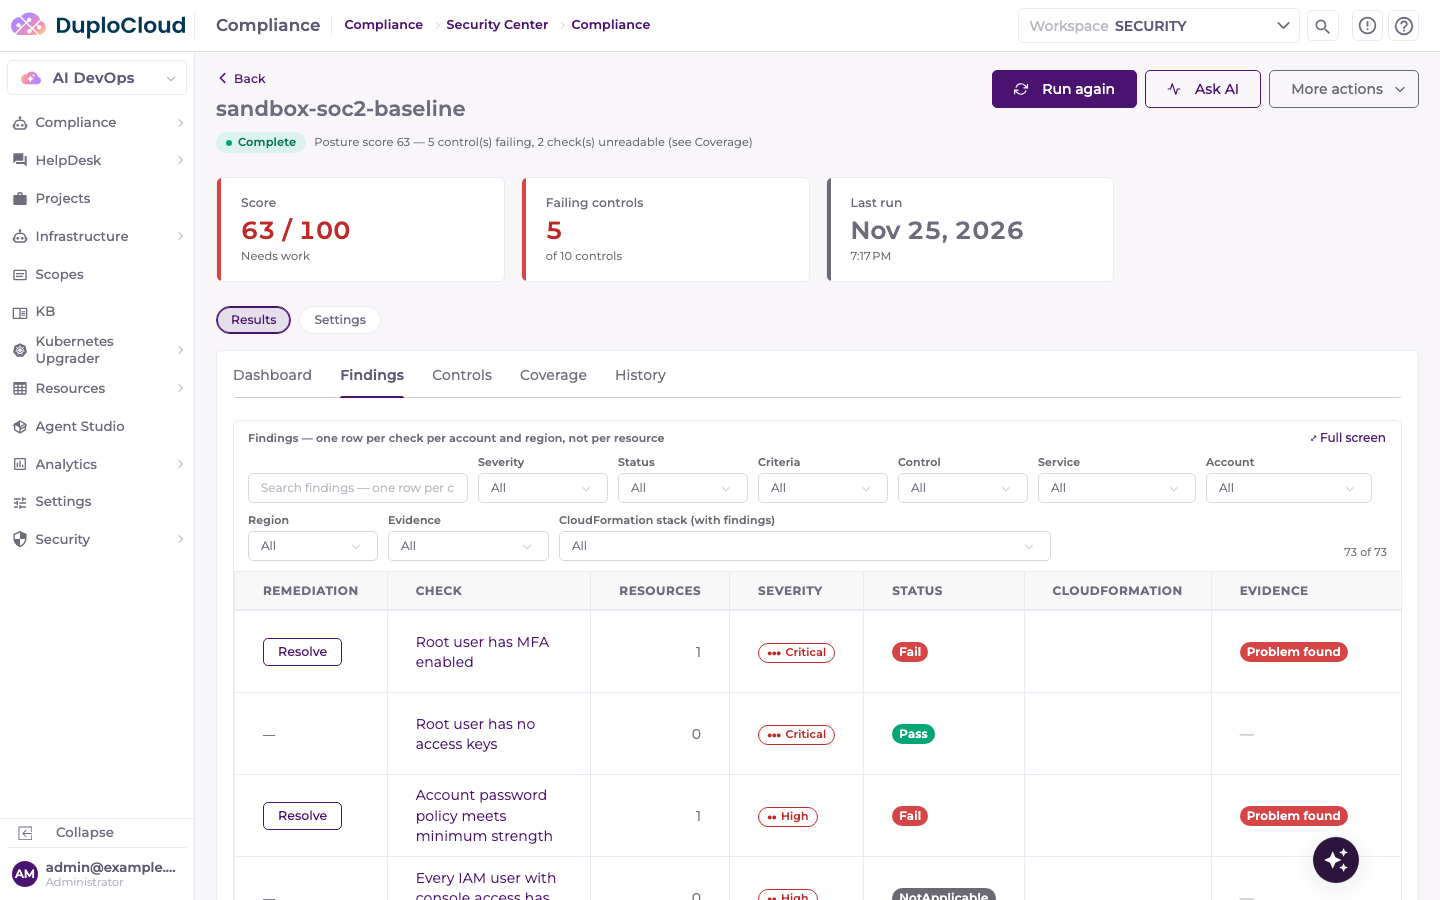 DuploCloud
Compliance
Compliance
Security Center
Compliance
Workspace SECURITY
AI DevOps
Compliance
HelpDesk
Projects
Infrastructure
Scopes
KB
Kubernetes
Upgrader
Resources
Agent Studio
Analytics
Settings
Security
Collapse
AM
admin@example....
Administrator
Back
sandbox-soc2-baseline
Run again
Ask AI
More actions
Complete
Posture score 63 — 5 control(s) failing, 2 check(s) unreadable (see Coverage)
Score
63 / 100
Needs work
Failing controls
5
of 10 controls
Last run
Nov 25, 2026
7:17 PM
Results
Settings
Dashboard
Findings
Controls
Coverage
History
Findings — one row per check per account and region, not per resource
Full screen
Search findings — one row per c
Severity
All
Status
All
Criteria
All
Control
All
Service
All
Account
All
Region
All
Evidence
All
CloudFormation stack (with findings)
All
73 of 73
REMEDIATION CHECK RESOURCES SEVERITY STATUS CLOUDFORMATION EVIDENCE
Resolve
Root user has MFA
enabled
1
Critical
Fail
Problem found
—
Root user has no
access keys
0
Critical
Pass
—
Resolve
Account password
policy meets
minimum strength
1
High
Fail
Problem found
—
Every IAM user with
console access has
0
High
NotApplicable
—